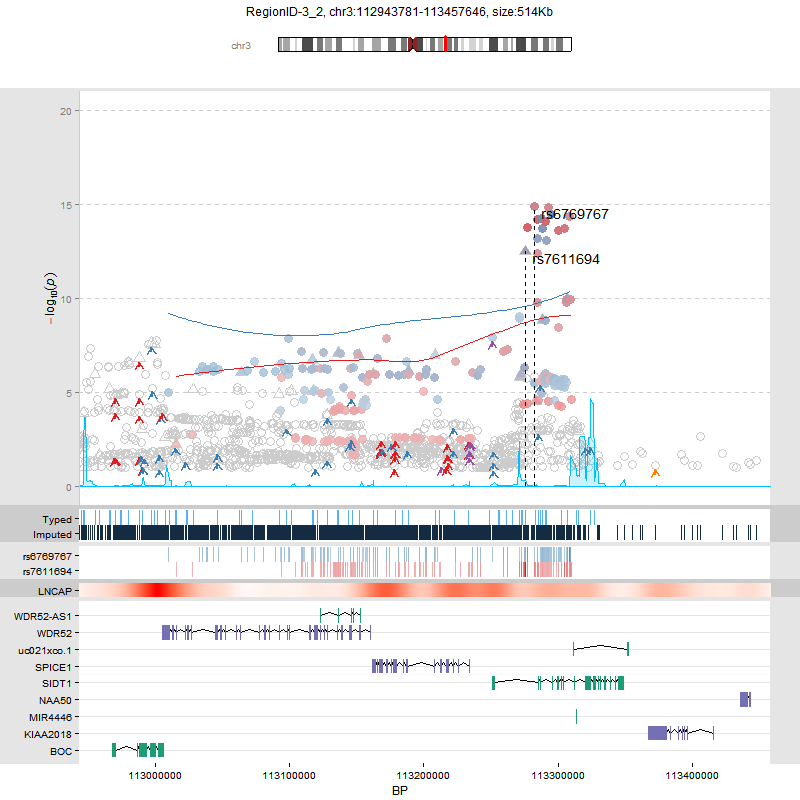 RegionID-3_2, chr3:112943781-113457646, size:514Kb
chr3
20
15
10
5
0
− log10(p)
rs6769767
rs7611694
Typed
Imputed
rs6769767
rs7611694
LNCAP
WDR52-AS1
WDR52
uc021xco.1
SPICE1
SIDT1
NAA50
MIR4446
KIAA2018
BOC
113000000 113100000 113200000 113300000 113400000
BP